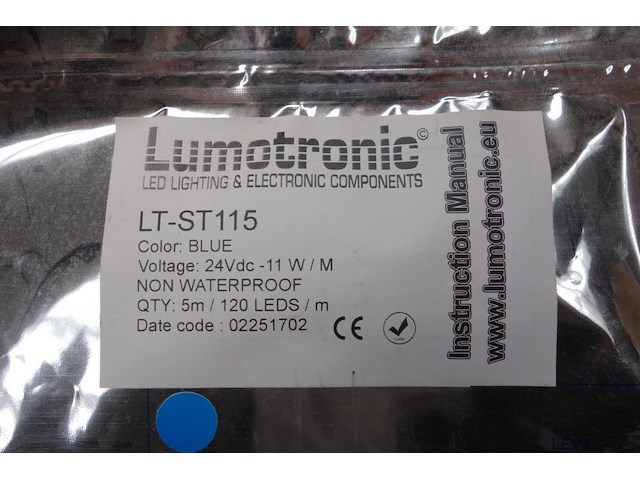 Lumotronic©
LED LIGHTING & ELECTRONIC COMPONENTS
LT-ST115
Color: BLUE
Voltage: 24Vdc -11 W / M
NON WATERPROOF
QTY: 5m / 120 LEDS / m
Date code : 02251702
CE
Instruction Manual
www.lumotronic.eu